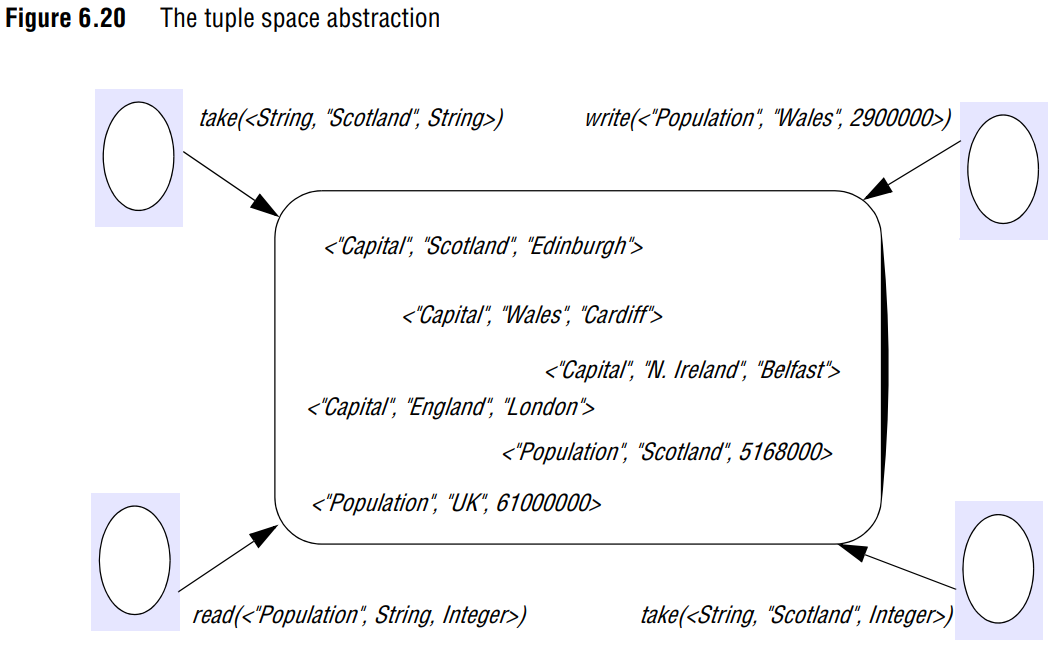 Figure 6.20 The tuple space abstraction
take(<String, "Scotland", String>)
write(<"Population", "Wales", 2900000>)
<"Capital", "Scotland", "Edinburgh">
<"Capital", "Wales", "Cardiff">
<"Capital", "N. Ireland", "Belfast">
<"Capital", "England", "London">
<"Population", "Scotland", 5168000>
<"Population", "UK", 61000000>
read(<"Population", String, Integer>)
take(<String, "Scotland", Integer>)